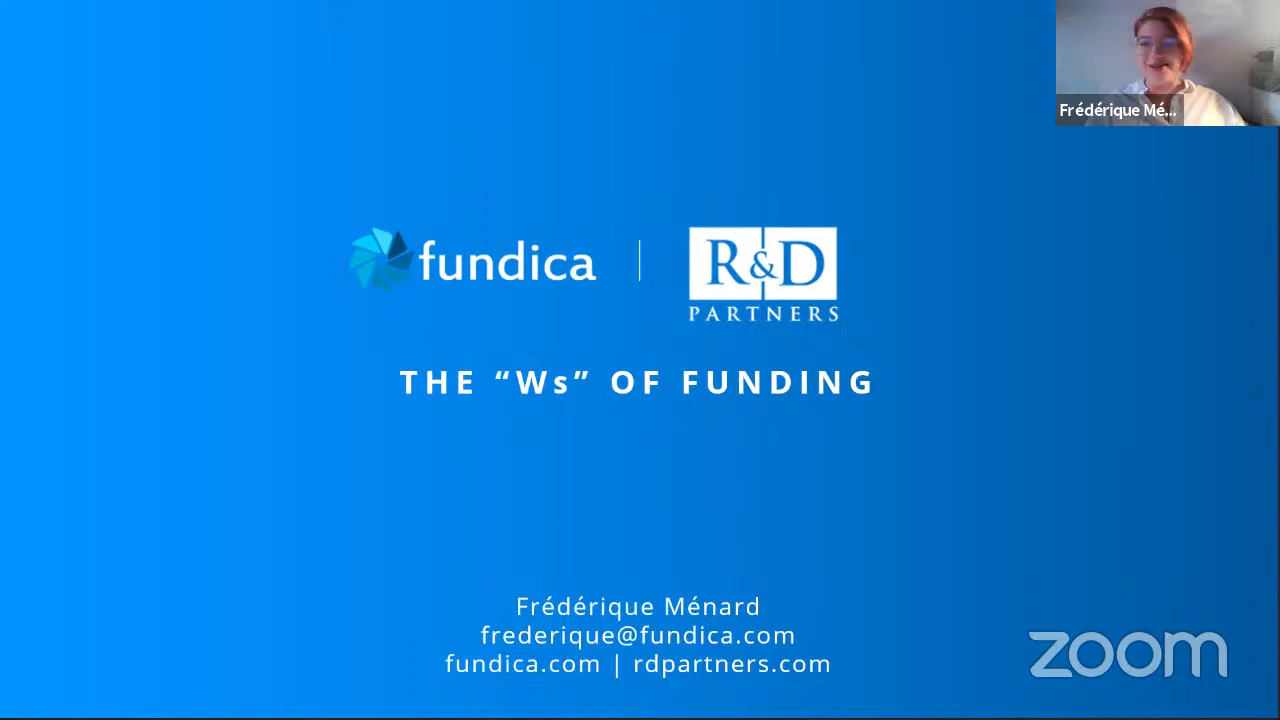 Frédérique Mé...
fundica
R&D
PARTNERS
THE “Ws” OF FUNDING
Frédérique Ménard
frederique@fundica.com
fundica.com | rdpartners.com
zoom